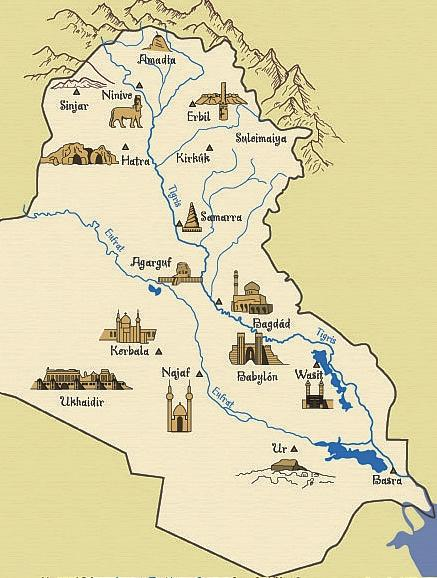 Amadta
Ninive
Sinjar
Erbil
Suleimaiya
Hatra
Kirkúk
Tigris
Samarra
Eufrat
Agarguf
Bagdád
Tigris
Kerbala
Babylón
Wasit
Najaf
Ukhaidir
Eufrat
Ur
Basra